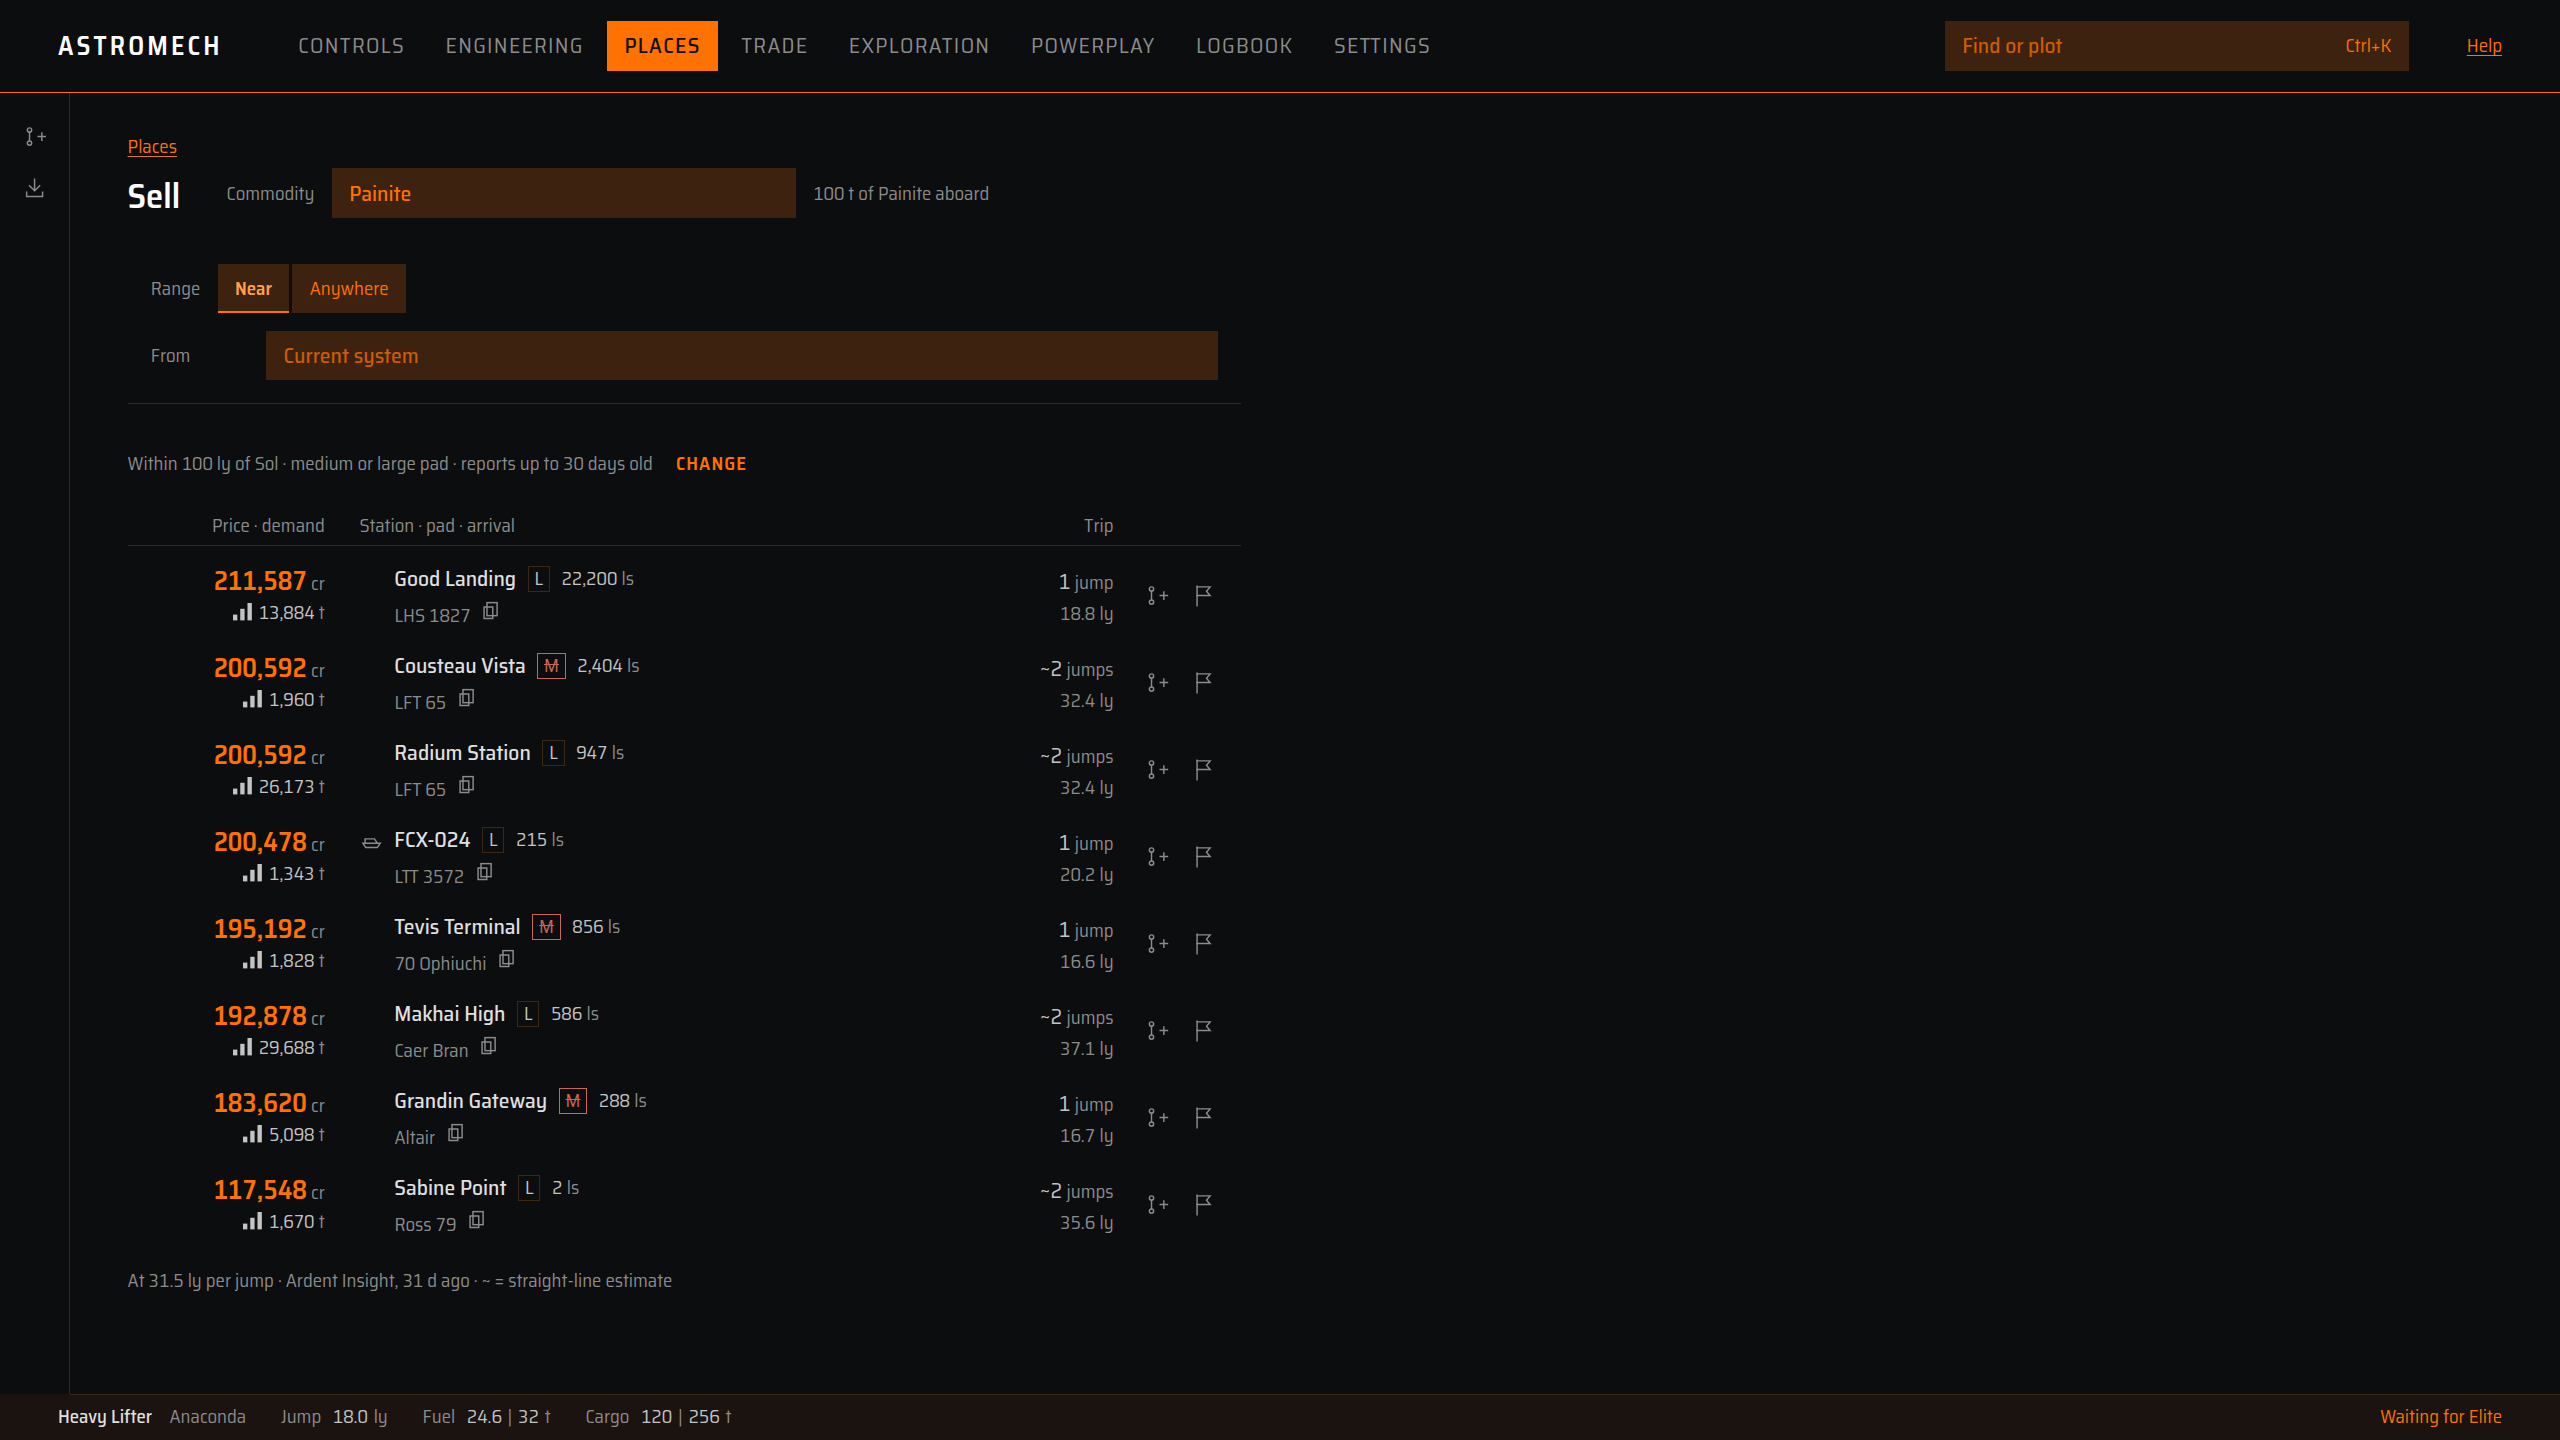 ASTROMECH CONTROLS ENGINEERING PLACES TRADE EXPLORATION POWERPLAY LOGBOOK SETTINGS Find or plot Ctrl+K Help
Places
Sell Commodity Painite 100 t of Painite aboard
Range Near Anywhere
From Current system
Within 100 ly of Sol · medium or large pad · reports up to 30 days old CHANGE
Price · demand Station · pad · arrival Trip
211,587 cr Good Landing L 22,200 ls 1 jump
13,884 t LHS 1827 18.8 ly
200,592 cr Cousteau Vista M 2,404 ls ~2 jumps
1,960 t LFT 65 32.4 ly
200,592 cr Radium Station L 947 ls ~2 jumps
26,173 t LFT 65 32.4 ly
200,478 cr FCX-024 L 215 ls 1 jump
1,343 t LTT 3572 20.2 ly
195,192 cr Tevis Terminal M 856 ls 1 jump
1,828 t 70 Ophiuchi 16.6 ly
192,878 cr Makhai High L 586 ls ~2 jumps
29,688 t Caer Bran 37.1 ly
183,620 cr Grandin Gateway M 288 ls 1 jump
5,098 t Altair 16.7 ly
117,548 cr Sabine Point L 2 ls ~2 jumps
1,670 t Ross 79 35.6 ly
At 31.5 ly per jump · Ardent Insight, 31 d ago · ~ = straight-line estimate
Heavy Lifter Anaconda Jump 18.0 ly Fuel 24.6 | 32 t Cargo 120 | 256 t Waiting for Elite